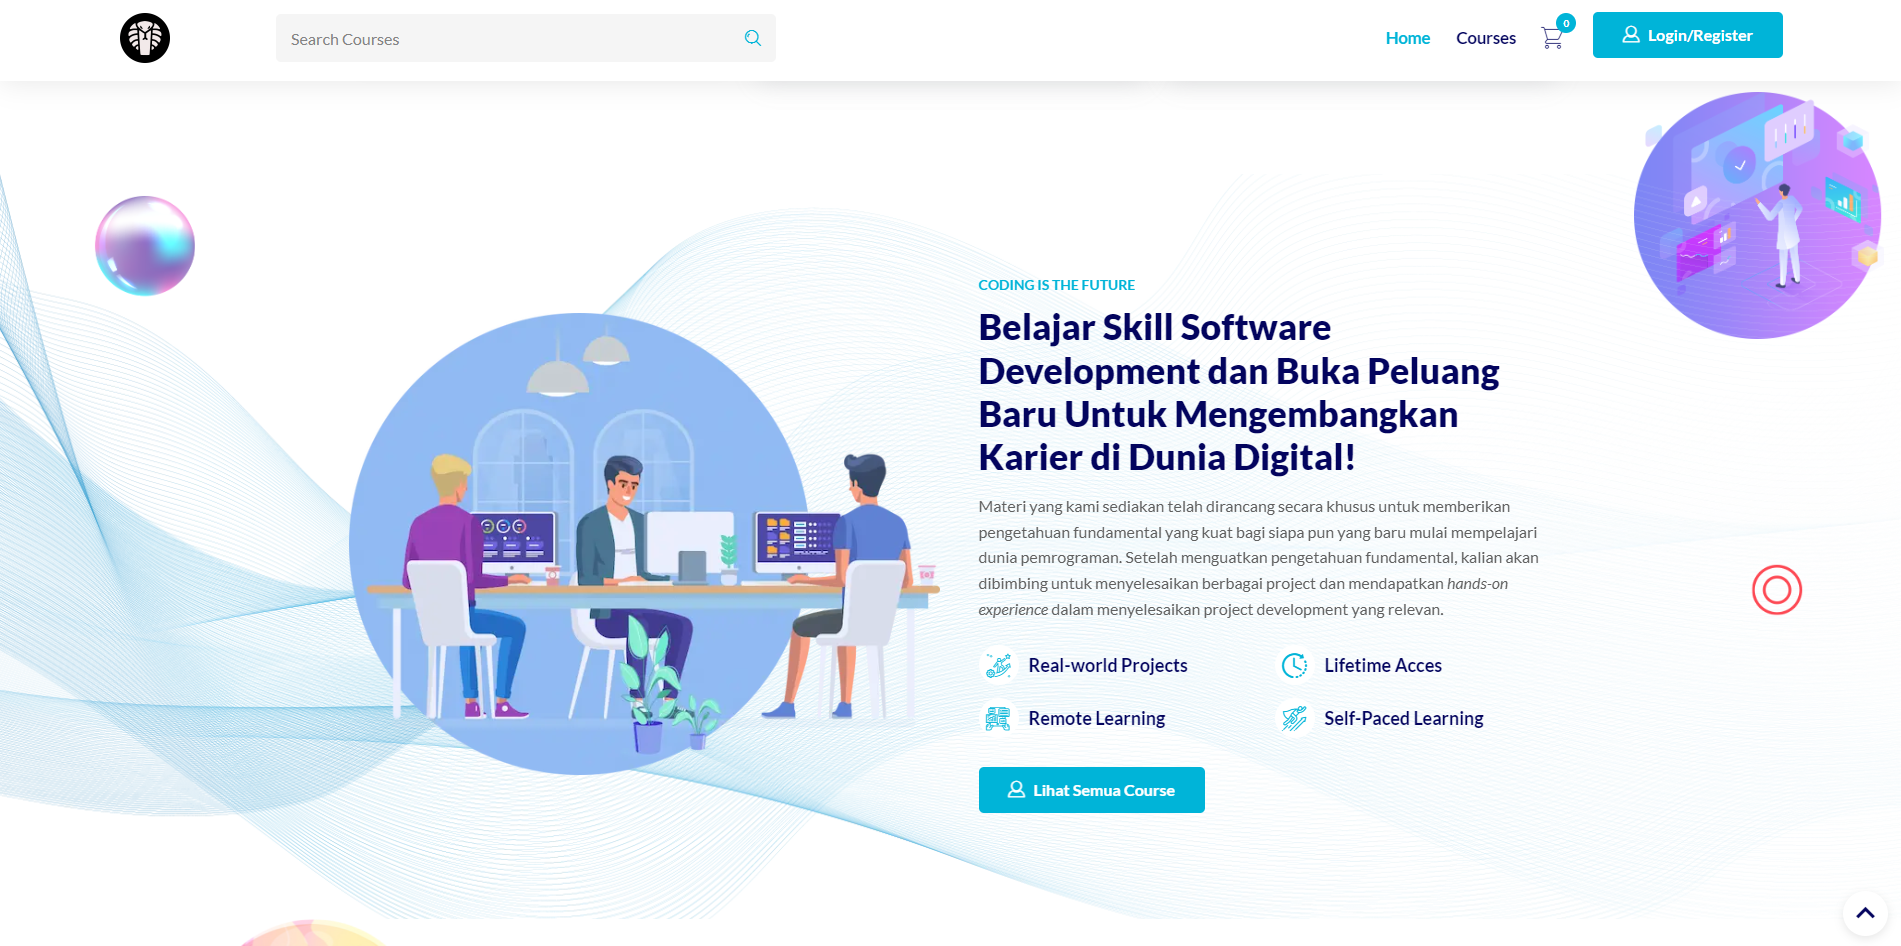 Search Courses
Home
Courses
0
Login/Register
CODING IS THE FUTURE
Belajar Skill Software
Development dan Buka Peluang
Baru Untuk Mengembangkan
Karier di Dunia Digital!
Materi yang kami sediakan telah dirancang secara khusus untuk memberikan
pengetahuan fundamental yang kuat bagi siapa pun yang baru mulai mempelajari
dunia pemrograman. Setelah menguatkan pengetahuan fundamental, kalian akan
dibimbing untuk menyelesaikan berbagai project dan mendapatkan hands-on
experience dalam menyelesaikan project development yang relevan.
Real-world Projects
Lifetime Acces
Remote Learning
Self-Paced Learning
Lihat Semua Course